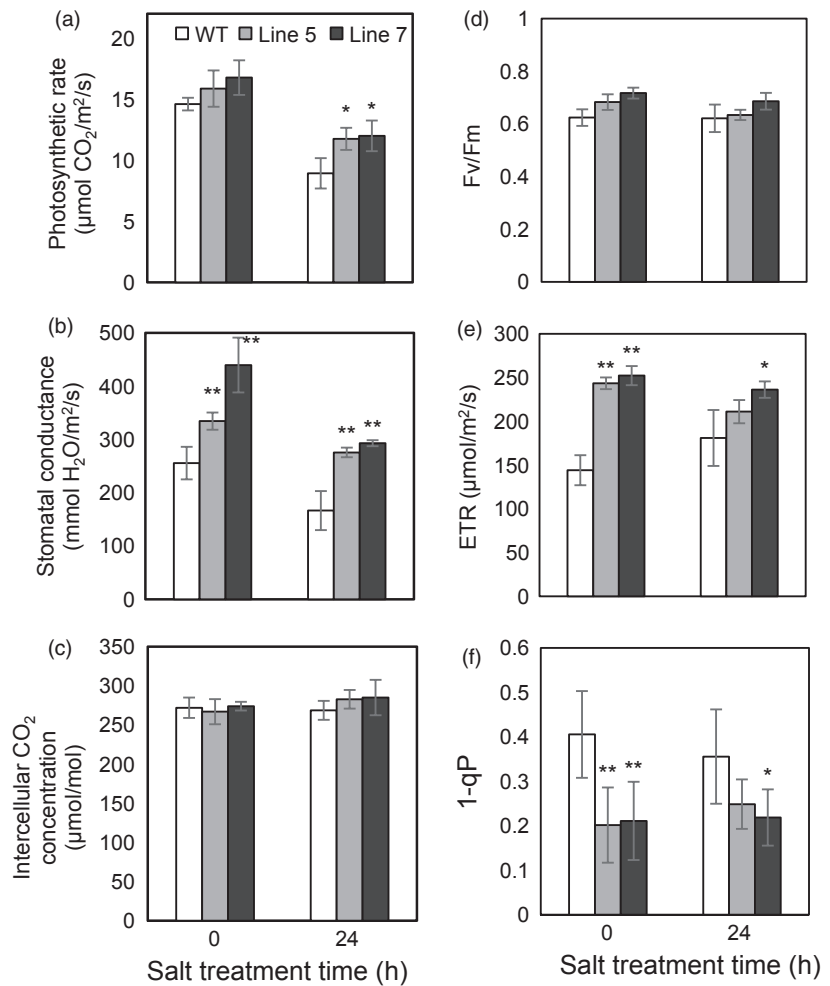 (a)
WT Line 5 Line 7
Photosynthetic rate
(µmol CO2/m2/s)
20
15
10
5
0
* *
(b)
Stomatal conductance
(mmol H2O/m2/s)
500
400
300
200
100
0
** ** ** **
(c)
Intercellular CO2
concentration
(µmol/mol)
350
300
250
200
150
100
50
0
0 24
Salt treatment time (h)
(d)
Fv/Fm
1
0.8
0.6
0.4
0.2
0
(e)
ETR (µmol/m2/s)
300
250
200
150
100
50
0
** ** *
(f)
1-qP
0.6
0.5
0.4
0.3
0.2
0.1
0
** ** *
0 24
Salt treatment time (h)